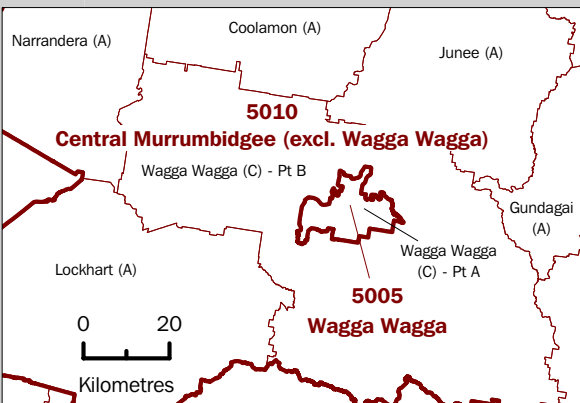 Narrandera (A)
Coolamon (A)
Junee (A)
5010
Central Murrumbidgee (excl. Wagga Wagga)
Wagga Wagga (C) - Pt B
Gundagai
(A)
Wagga Wagga
(C) - Pt A
Lockhart (A)
5005
Wagga Wagga
0 20
Kilometres